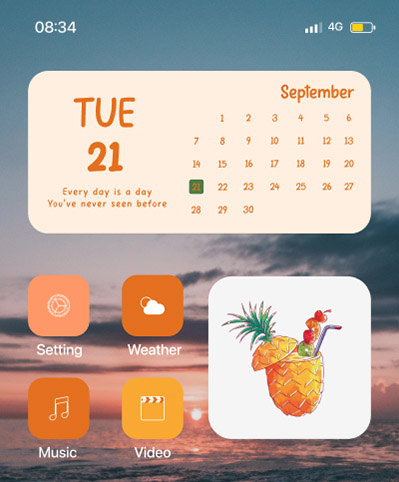 08:34 4G
TUE
21
Every day is a day
You've never seen before
September
1 2 3 4 5 6
7 8 9 10 11 12 13
14 15 16 17 18 19 20
21 22 23 24 25 26 27
28 29 30
Setting Weather
Music Video